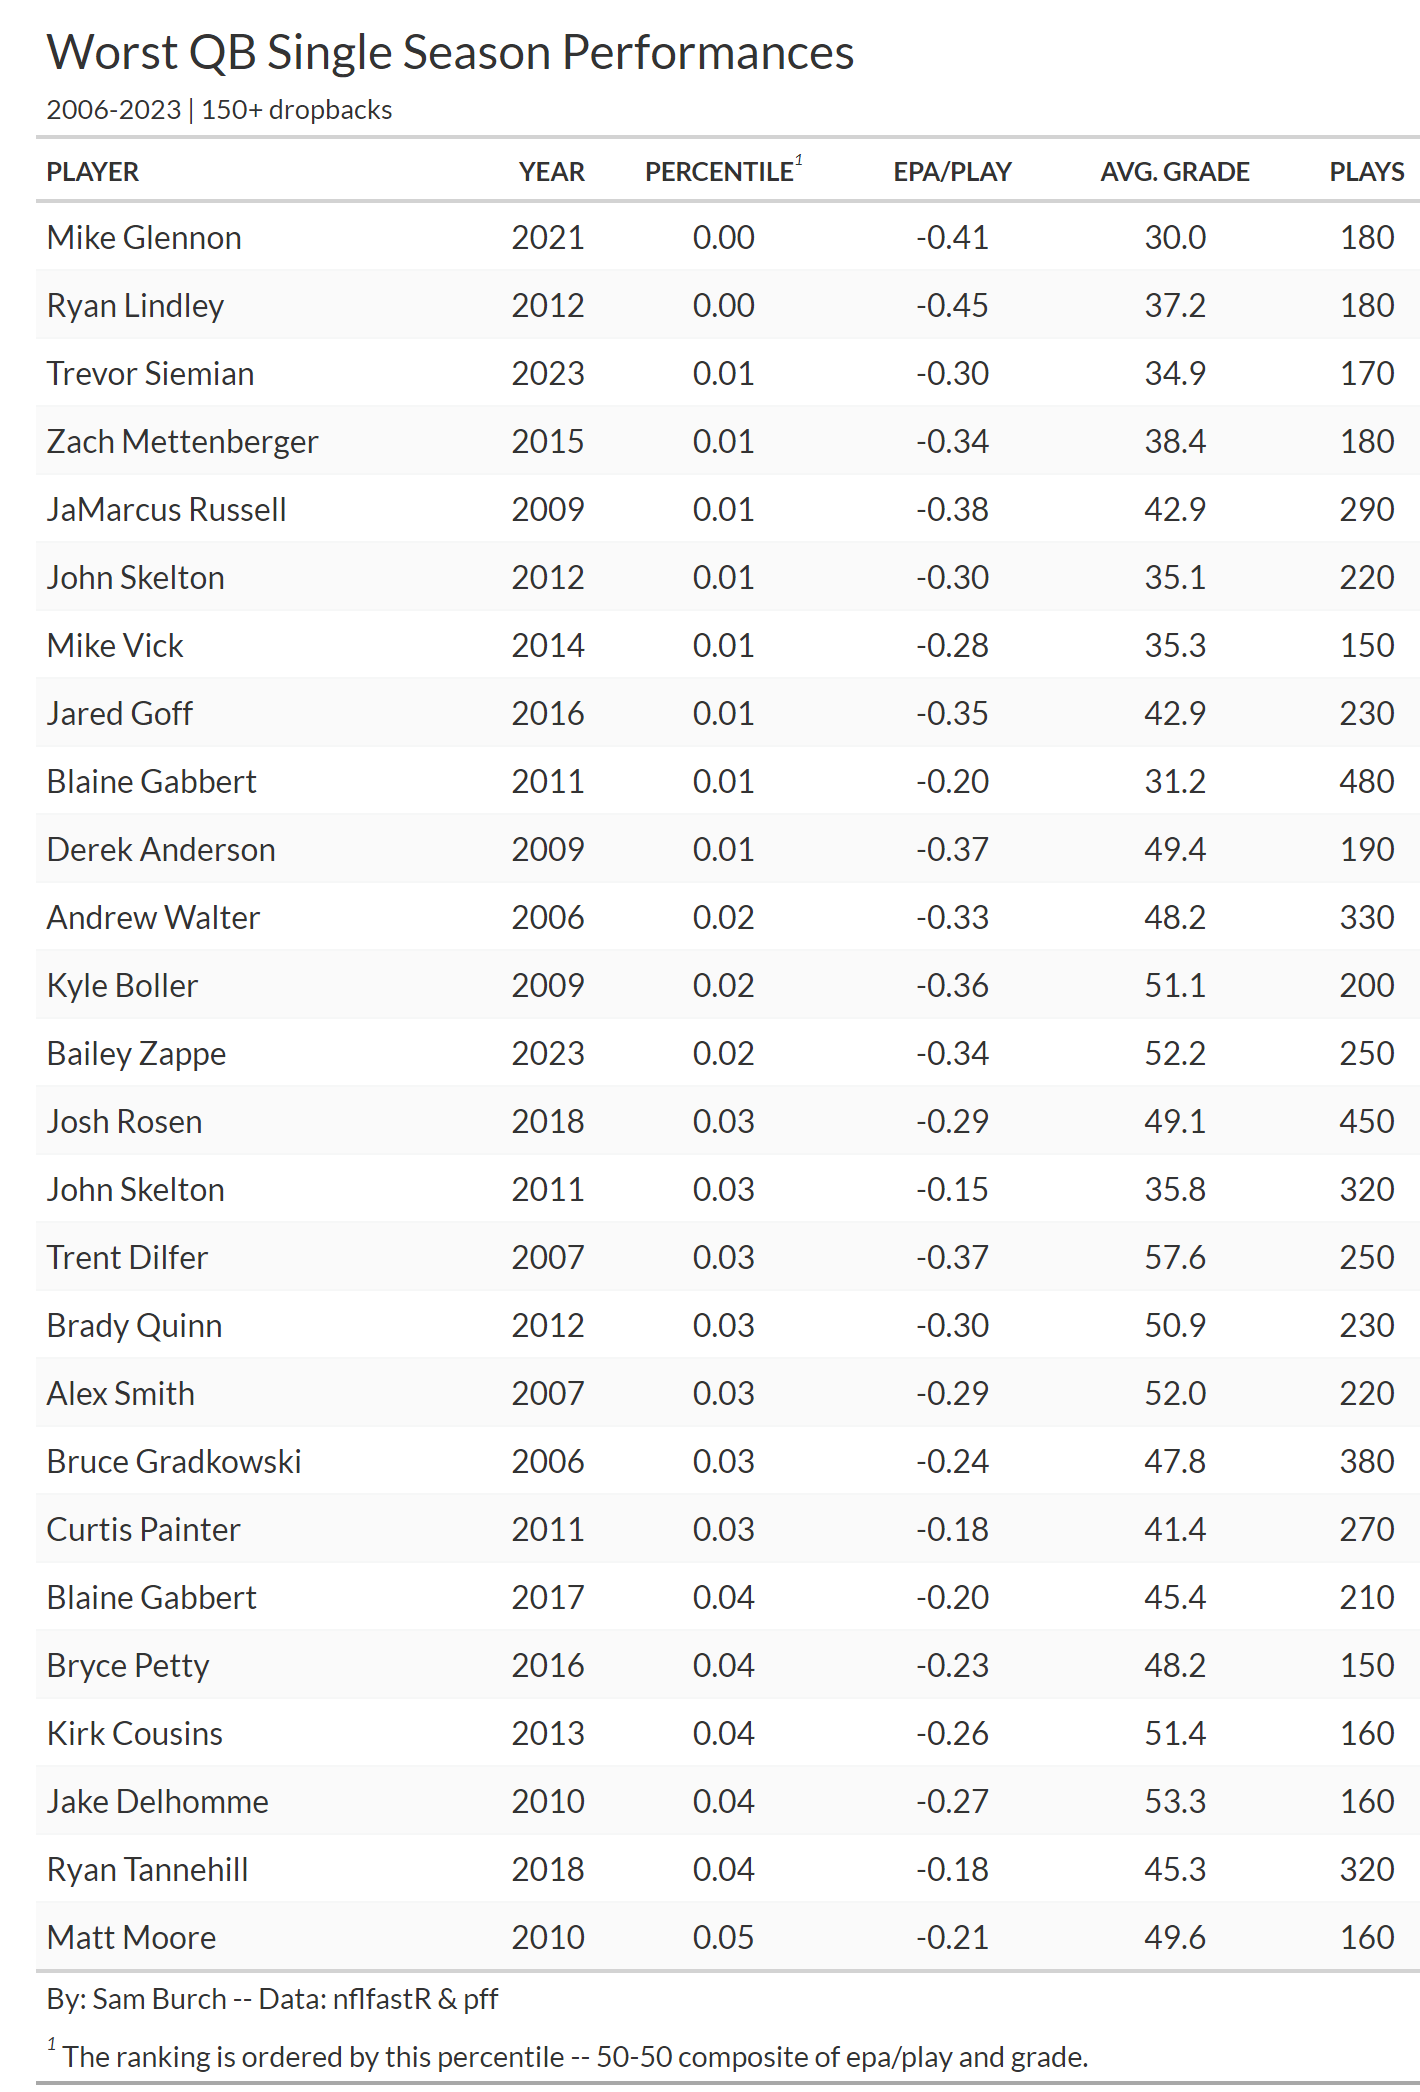 Worst QB Single Season Performances
2006-2023 | 150+ dropbacks
PLAYER YEAR PERCENTILE1 EPA/PLAY AVG. GRADE PLAYS
Mike Glennon 2021 0.00 -0.41 30.0 180
Ryan Lindley 2012 0.00 -0.45 37.2 180
Trevor Siemian 2023 0.01 -0.30 34.9 170
Zach Mettenberger 2015 0.01 -0.34 38.4 180
JaMarcus Russell 2009 0.01 -0.38 42.9 290
John Skelton 2012 0.01 -0.30 35.1 220
Mike Vick 2014 0.01 -0.28 35.3 150
Jared Goff 2016 0.01 -0.35 42.9 230
Blaine Gabbert 2011 0.01 -0.20 31.2 480
Derek Anderson 2009 0.01 -0.37 49.4 190
Andrew Walter 2006 0.02 -0.33 48.2 330
Kyle Boller 2009 0.02 -0.36 51.1 200
Bailey Zappe 2023 0.02 -0.34 52.2 250
Josh Rosen 2018 0.03 -0.29 49.1 450
John Skelton 2011 0.03 -0.15 35.8 320
Trent Dilfer 2007 0.03 -0.37 57.6 250
Brady Quinn 2012 0.03 -0.30 50.9 230
Alex Smith 2007 0.03 -0.29 52.0 220
Bruce Gradkowski 2006 0.03 -0.24 47.8 380
Curtis Painter 2011 0.03 -0.18 41.4 270
Blaine Gabbert 2017 0.04 -0.20 45.4 210
Bryce Petty 2016 0.04 -0.23 48.2 150
Kirk Cousins 2013 0.04 -0.26 51.4 160
Jake Delhomme 2010 0.04 -0.27 53.3 160
Ryan Tannehill 2018 0.04 -0.18 45.3 320
Matt Moore 2010 0.05 -0.21 49.6 160
By: Sam Burch -- Data: nflfastR & pff
1 The ranking is ordered by this percentile -- 50-50 composite of epa/play and grade.